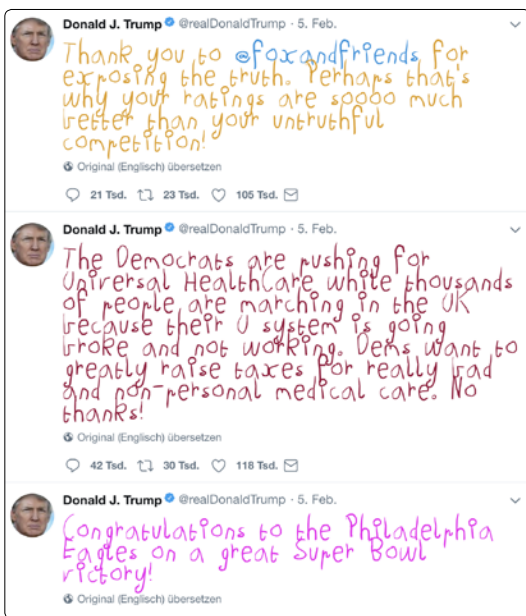 Donald J. Trump @realDonaldTrump · 5. Feb.
Thank you to @foxandfriends for
exposing the truth. Perhaps that's
why your ratings are soooo much
better than your untruthful
competition!
Original (Englisch) übersetzen
21 Tsd. 23 Tsd. 105 Tsd.
Donald J. Trump @realDonaldTrump · 5. Feb.
The Democrats are pushing for
Universal HealthCare while thousands
of people are marching in the UK
because their U system is going
broke and not working. Dems want to
greatly raise taxes for really bad
and non-personal medical care. No
thanks!
Original (Englisch) übersetzen
42 Tsd. 30 Tsd. 118 Tsd.
Donald J. Trump @realDonaldTrump · 5. Feb.
Congratulations to the Philadelphia
Eagles on a great Super Bowl
victory!
Original (Englisch) übersetzen